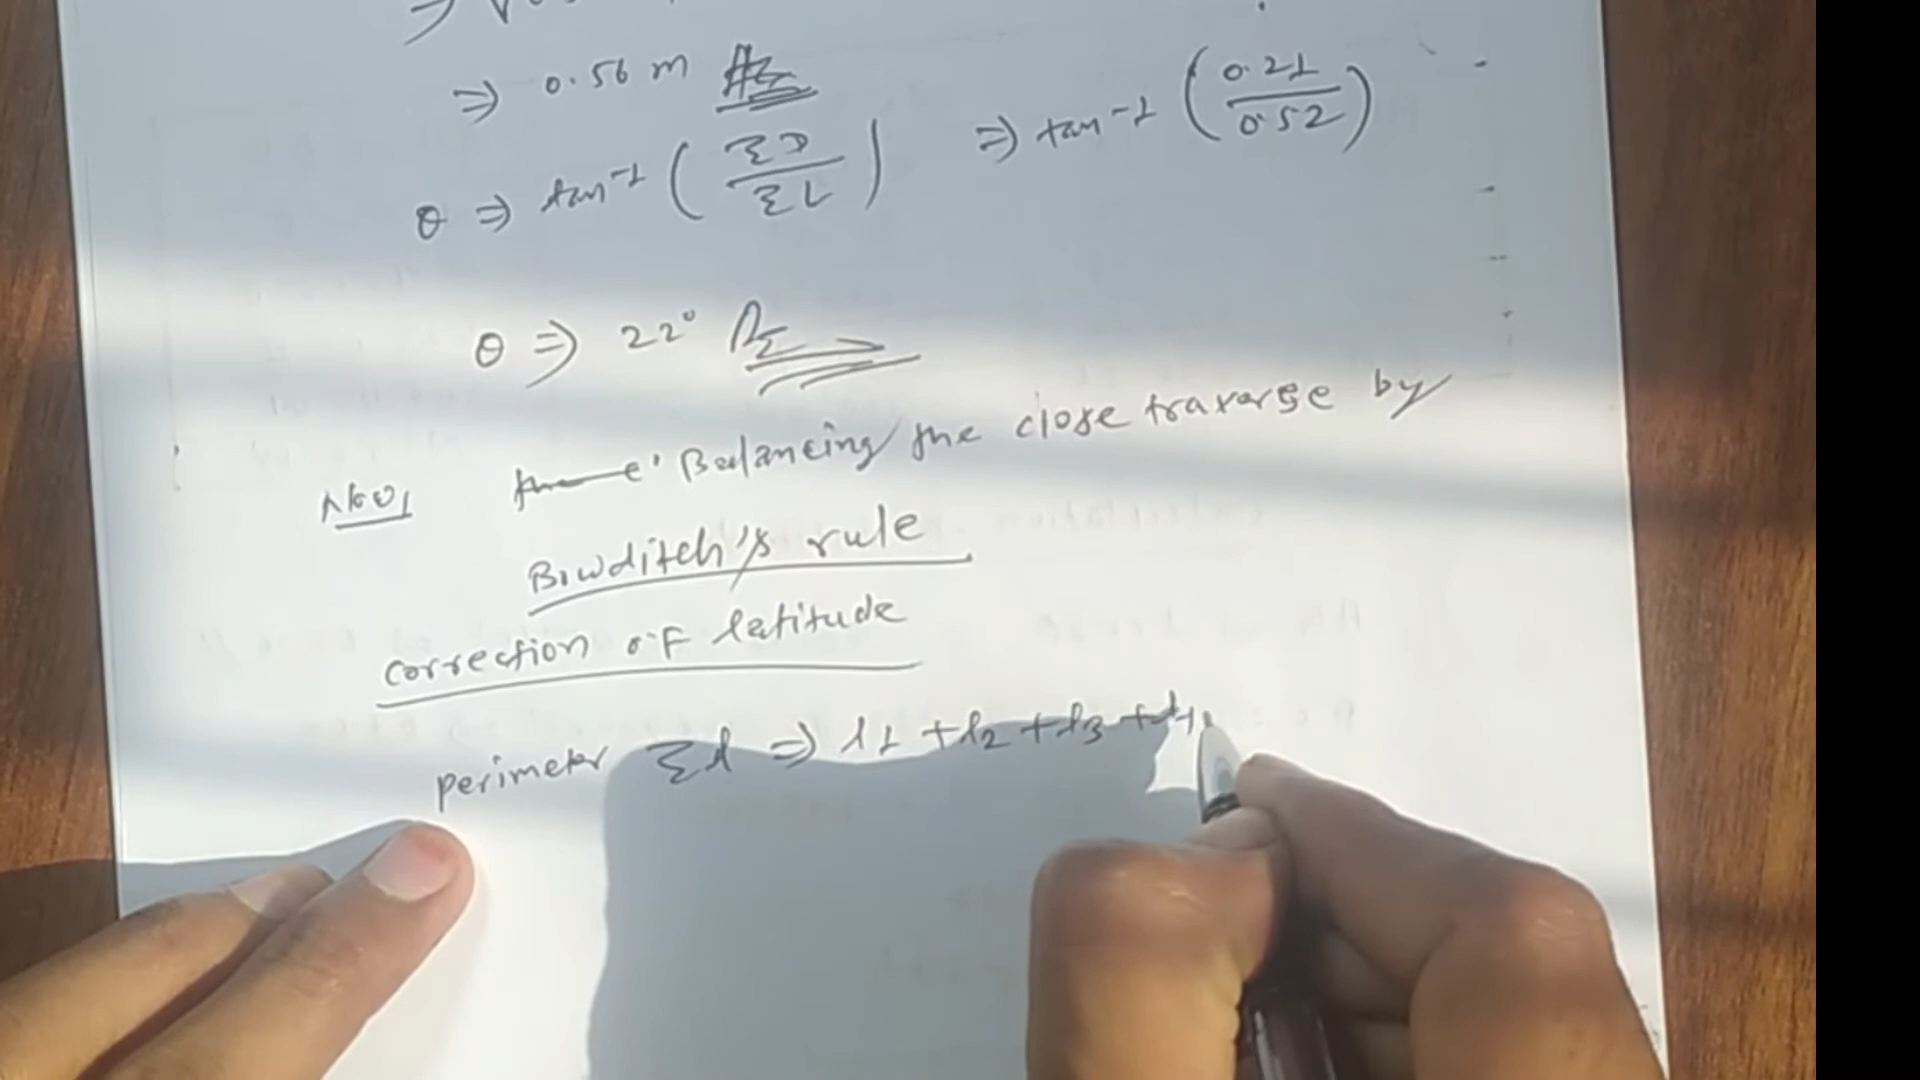 ⇒ √
⇒ 0.56 m Ans
θ ⇒ tan⁻¹ ( ΣD / ΣL ) ⇒ tan⁻¹ ( 0.21 / 0.52 )
θ ⇒ 22° Ans
Now, Balancing the close traverse by
Bowditch's rule
correction of latitude
perimeter Σl ⇒ l1 + l2 + l3 + l4